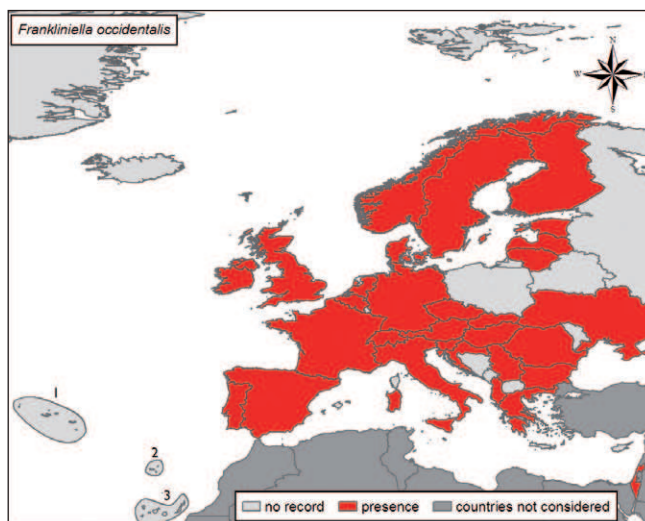 Frankliniella occidentalis
N
W
S
1
2
3
no record presence countries not considered